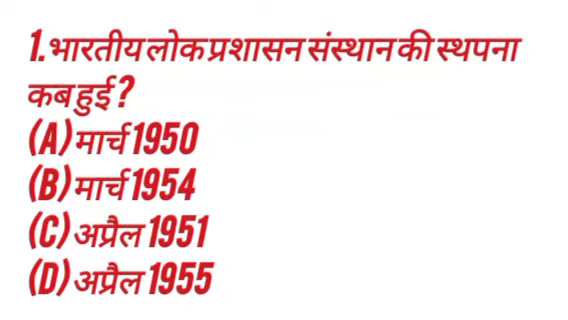 1.भारतीय लोक प्रशासन संस्थान की स्थपना
कब हुई ?
(A) मार्च 1950
(B) मार्च 1954
(C) अप्रैल 1951
(D) अप्रैल 1955